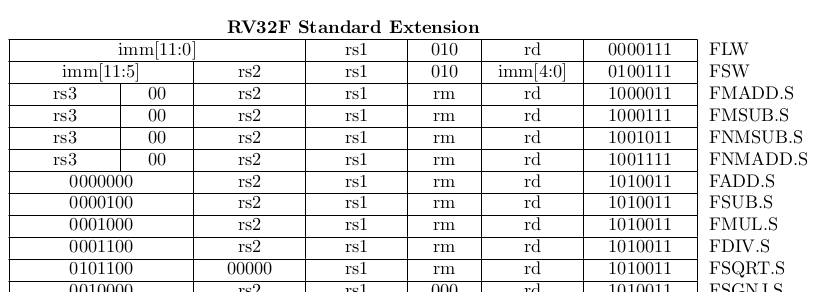 RV32F Standard Extension
imm[11:0] rs1 010 rd 0000111 FLW
imm[11:5] rs2 rs1 010 imm[4:0] 0100111 FSW
rs3 00 rs2 rs1 rm rd 1000011 FMADD.S
rs3 00 rs2 rs1 rm rd 1000111 FMSUB.S
rs3 00 rs2 rs1 rm rd 1001011 FNMSUB.S
rs3 00 rs2 rs1 rm rd 1001111 FNMADD.S
0000000 rs2 rs1 rm rd 1010011 FADD.S
0000100 rs2 rs1 rm rd 1010011 FSUB.S
0001000 rs2 rs1 rm rd 1010011 FMUL.S
0001100 rs2 rs1 rm rd 1010011 FDIV.S
0101100 00000 rs1 rm rd 1010011 FSQRT.S
0010000 rs2 rs1 000 rd 1010011 FSGNJ.S